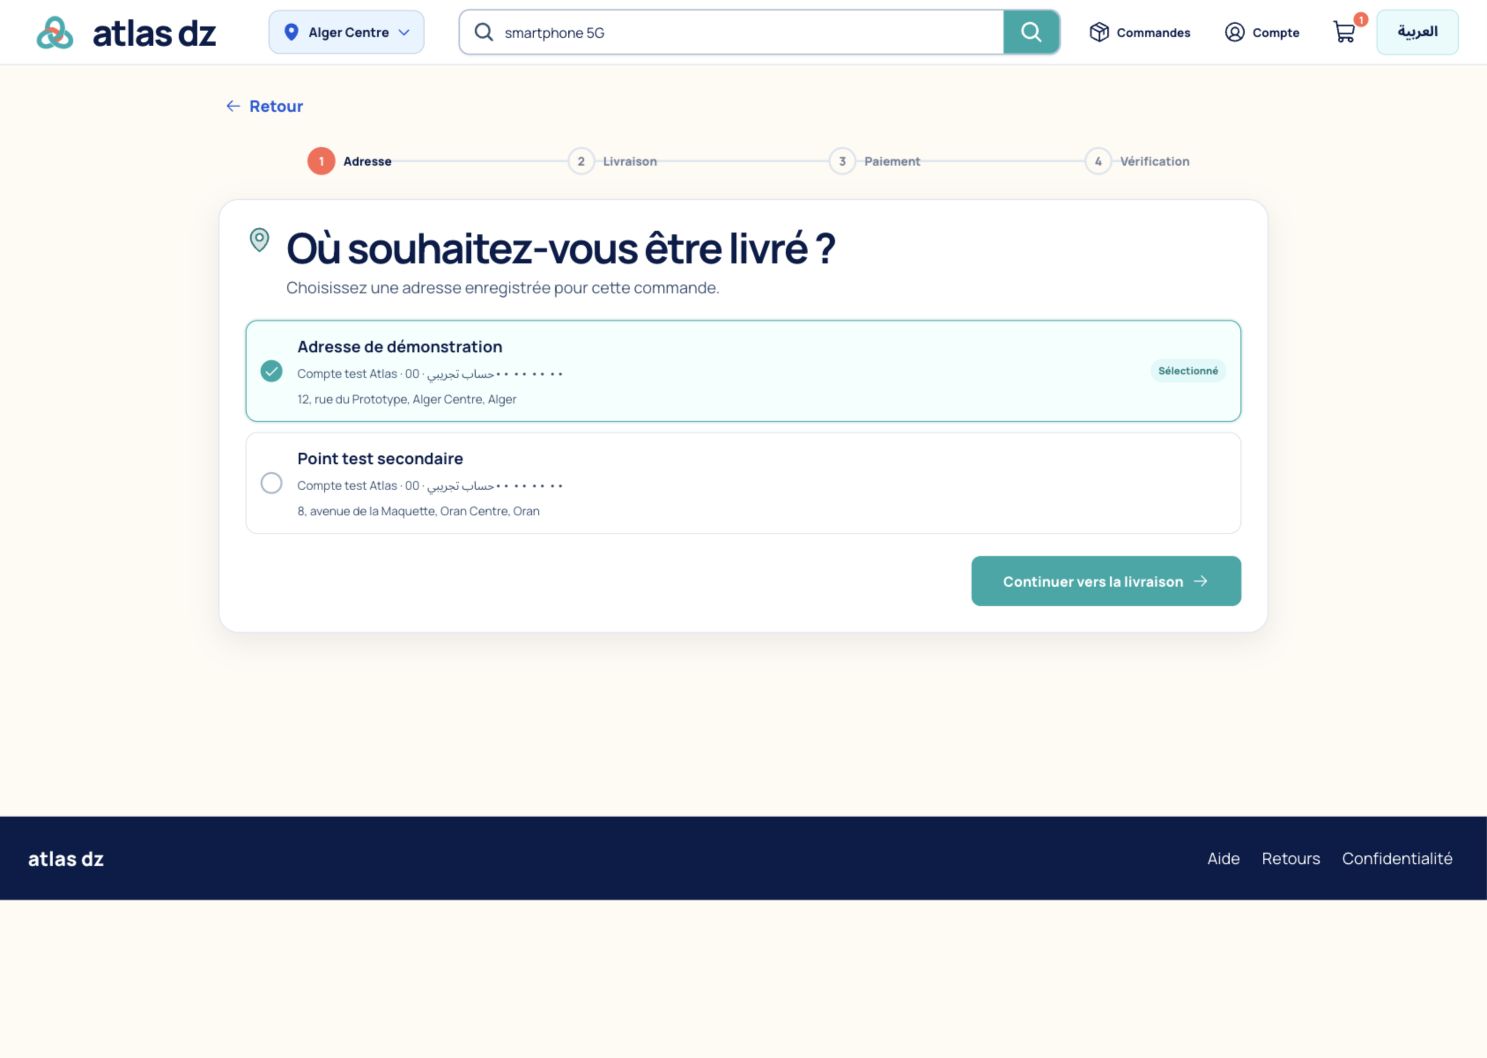 atlas dz
Alger Centre
smartphone 5G
Commandes
Compte
1
العربية
Retour
1 Adresse
2 Livraison
3 Paiement
4 Vérification
Où souhaitez-vous être livré ?
Choisissez une adresse enregistrée pour cette commande.
Adresse de démonstration
Compte test Atlas · 00 · حساب تجريبي •• •• •• ••
Sélectionné
12, rue du Prototype, Alger Centre, Alger
Point test secondaire
Compte test Atlas · 00 · حساب تجريبي •• •• •• ••
8, avenue de la Maquette, Oran Centre, Oran
Continuer vers la livraison
atlas dz
Aide
Retours
Confidentialité